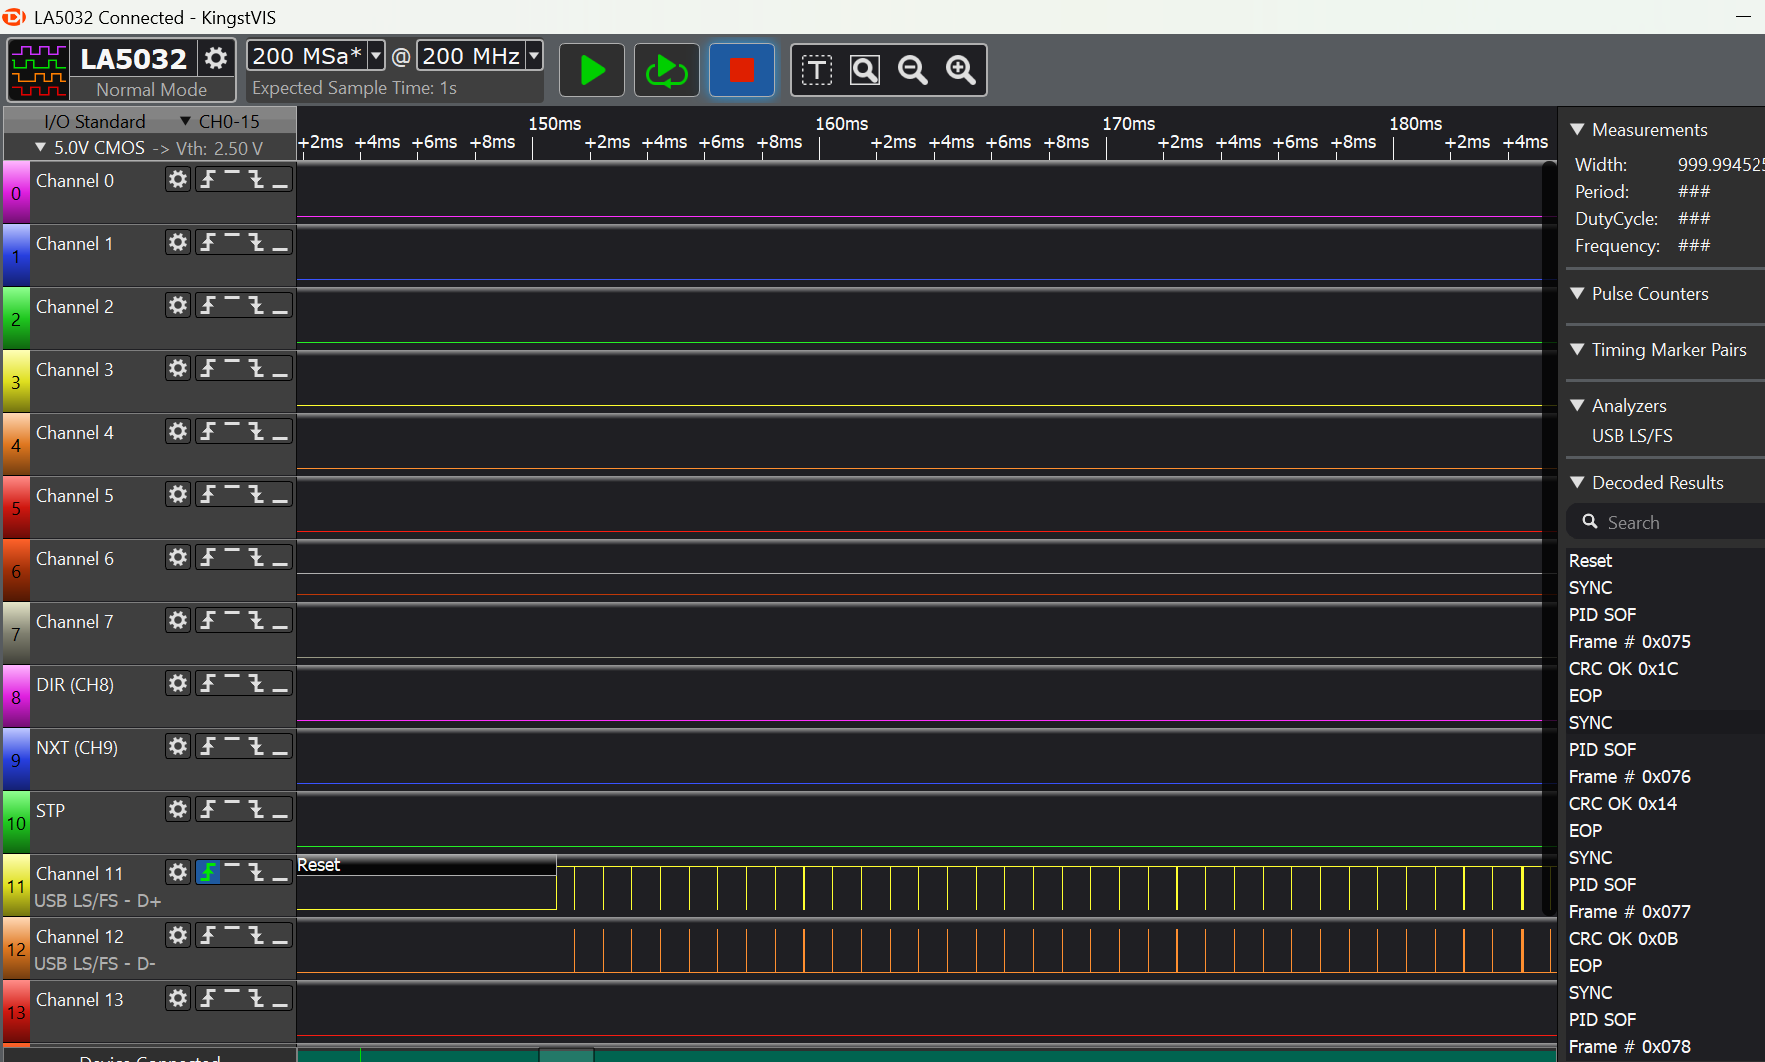 LA5032 Connected - KingstVIS
LA5032
Normal Mode
200 MSa* @ 200 MHz
Expected Sample Time: 1s
T
I/O Standard CH0-15
5.0V CMOS -> Vth: 2.50 V
150ms 160ms 170ms 180ms
+2ms +4ms +6ms +8ms +2ms +4ms +6ms +8ms +2ms +4ms +6ms +8ms +2ms +4ms +6ms +8ms +2ms +4ms
0 Channel 0
1 Channel 1
2 Channel 2
3 Channel 3
4 Channel 4
5 Channel 5
6 Channel 6
7 Channel 7
8 DIR (CH8)
9 NXT (CH9)
10 STP
11 Channel 11
USB LS/FS - D+
Reset
12 Channel 12
USB LS/FS - D-
13 Channel 13
Device Connected
Measurements
Width: 999.994525
Period: ###
DutyCycle: ###
Frequency: ###
Pulse Counters
Timing Marker Pairs
Analyzers
USB LS/FS
Decoded Results
Search
Reset
SYNC
PID SOF
Frame # 0x075
CRC OK 0x1C
EOP
SYNC
PID SOF
Frame # 0x076
CRC OK 0x14
EOP
SYNC
PID SOF
Frame # 0x077
CRC OK 0x0B
EOP
SYNC
PID SOF
Frame # 0x078